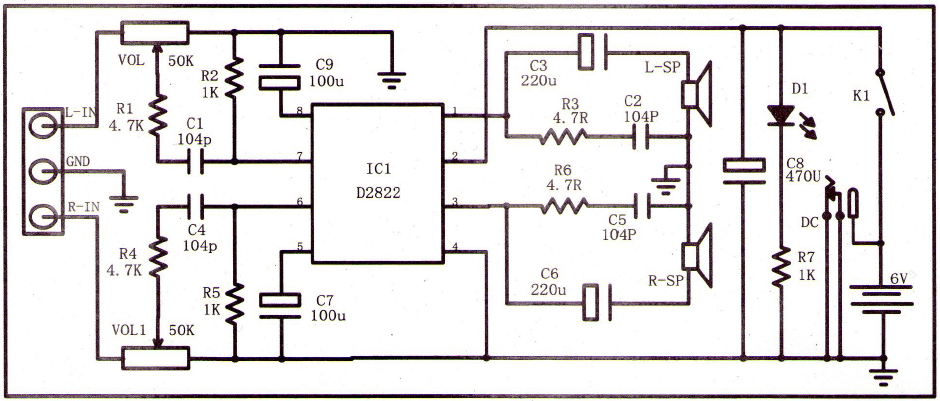 VOL 50K
R2
1K
C9
100u
L-IN
R1
4.7K
C1
104p
GND
R-IN
R4
4.7K
C4
104p
VOL1 50K
R5
1K
C7
100u
8
7
6
5
IC1
D2822
1
2
3
4
C3
220u
L-SP
R3
4.7R
C2
104P
R6
4.7R
C5
104P
C6
220u
R-SP
D1
K1
C8
470U
DC
R7
1K
6V